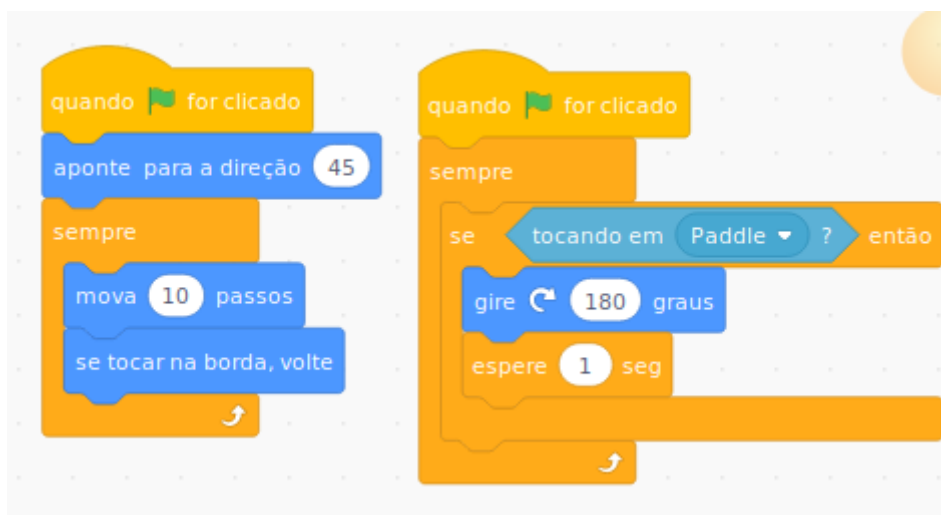 quando for clicado
aponte para a direção 45
sempre
mova 10 passos
se tocar na borda, volte
quando for clicado
sempre
se tocando em Paddle ? então
gire 180 graus
espere 1 seg